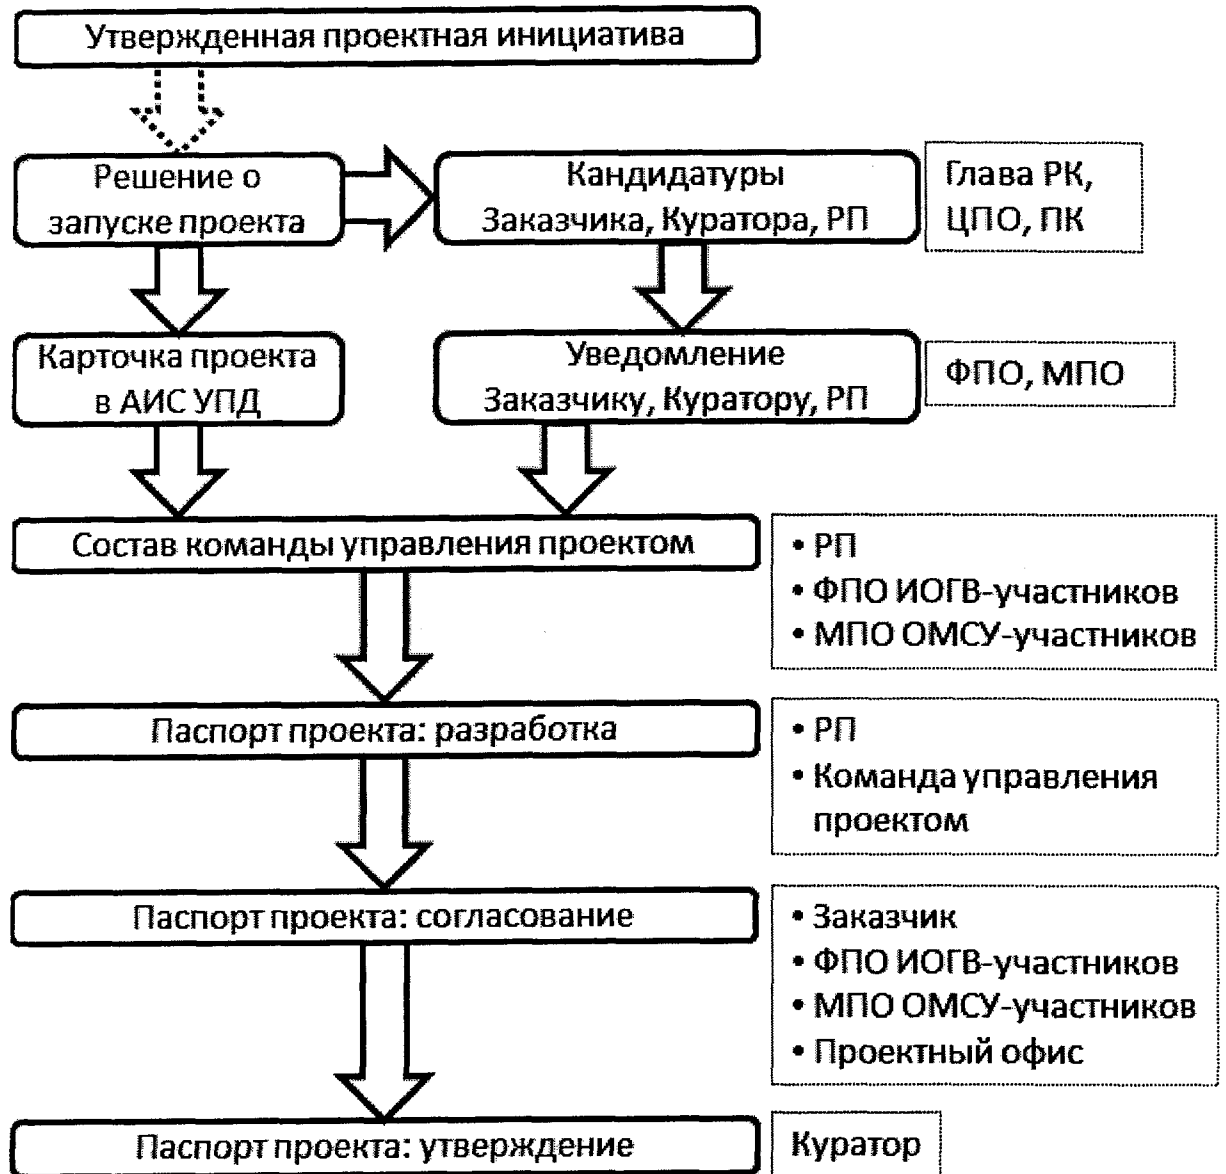 Утвержденная проектная инициатива
Решение о
запуске проекта
Кандидатуры
Заказчика, Куратора, РП
Глава РК,
ЦПО, ПК
Карточка проекта
в АИС УПД
Уведомление
Заказчику, Куратору, РП
ФПО, МПО
Состав команды управления проектом
• РП
• ФПО ИОГВ-участников
• МПО ОМСУ-участников
Паспорт проекта: разработка
• РП
• Команда управления
проектом
Паспорт проекта: согласование
• Заказчик
• ФПО ИОГВ-участников
• МПО ОМСУ-участников
• Проектный офис
Паспорт проекта: утверждение
Куратор